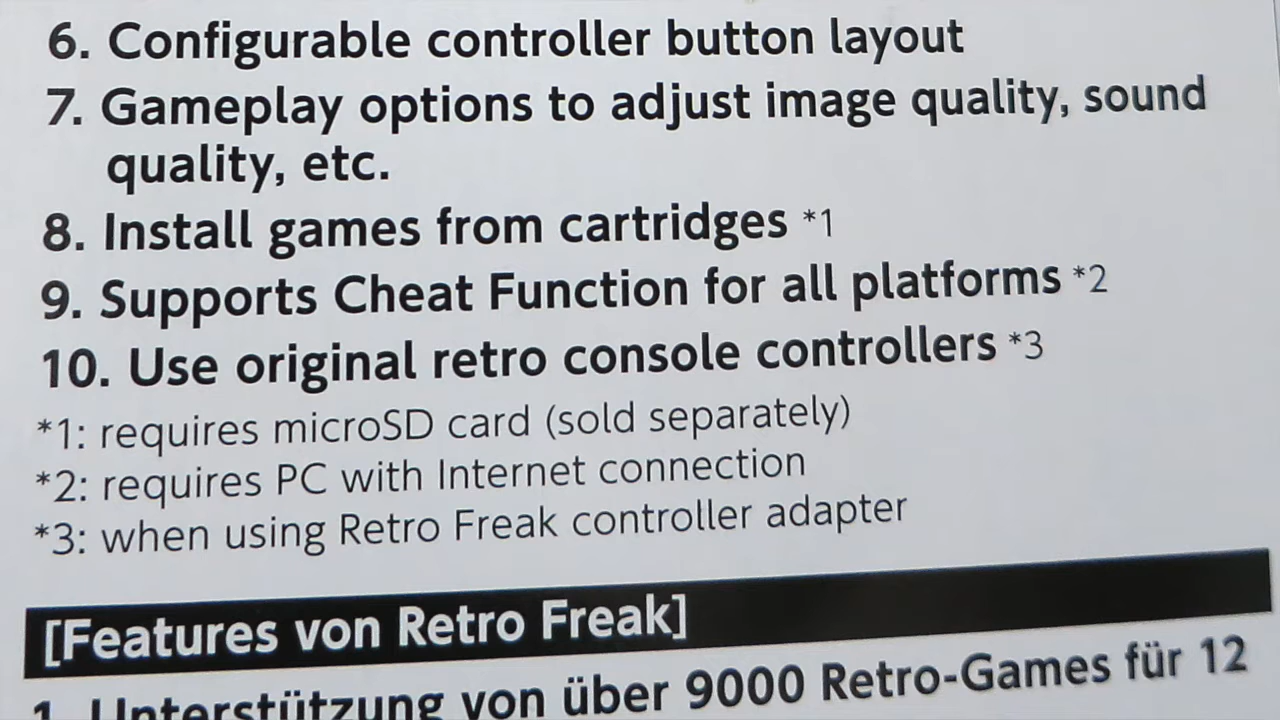 6. Configurable controller button layout
7. Gameplay options to adjust image quality, sound
quality, etc.
8. Install games from cartridges *1
9. Supports Cheat Function for all platforms *2
10. Use original retro console controllers *3
*1: requires microSD card (sold separately)
*2: requires PC with Internet connection
*3: when using Retro Freak controller adapter
[Features von Retro Freak]
1. Unterstützung von über 9000 Retro-Games für 12